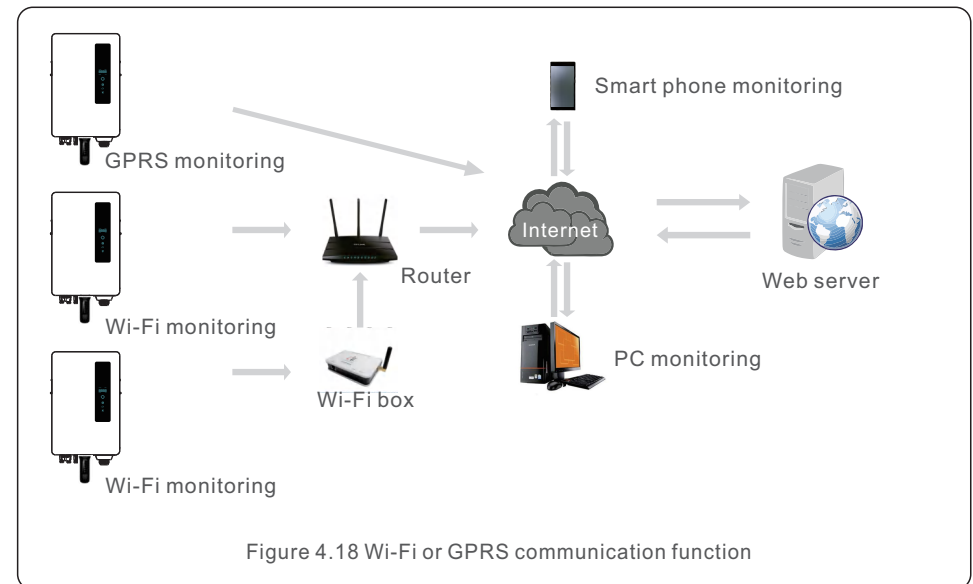 Smart phone monitoring
GPRS monitoring
Internet
Router
Web server
Wi-Fi monitoring
PC monitoring
Wi-Fi box
Wi-Fi monitoring
Figure 4.18 Wi-Fi or GPRS communication function